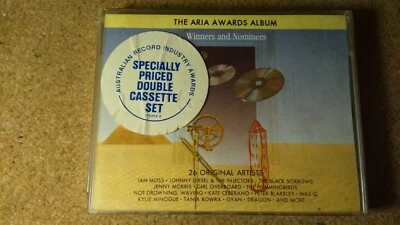 THE ARIA AWARDS ALBUM
Winners and Nominees
AUSTRALIAN RECORD INDUSTRY AWARDS
SPECIALLY
PRICED
DOUBLE
CASSETTE
SET
26 ORIGINAL ARTISTS
IAN MOSS · JOHNNY DIESEL & THE INJECTORS · THE BLACK SORROWS
JENNY MORRIS · GIRL OVERBOARD · THE HUMMINGBIRDS
NOT DROWNING, WAVING · KATE CEBERANO · PETER BLAKELEY · MAX Q
KYLIE MINOGUE · TANIA BOWRA · GYAN · DRAGON · AND MORE